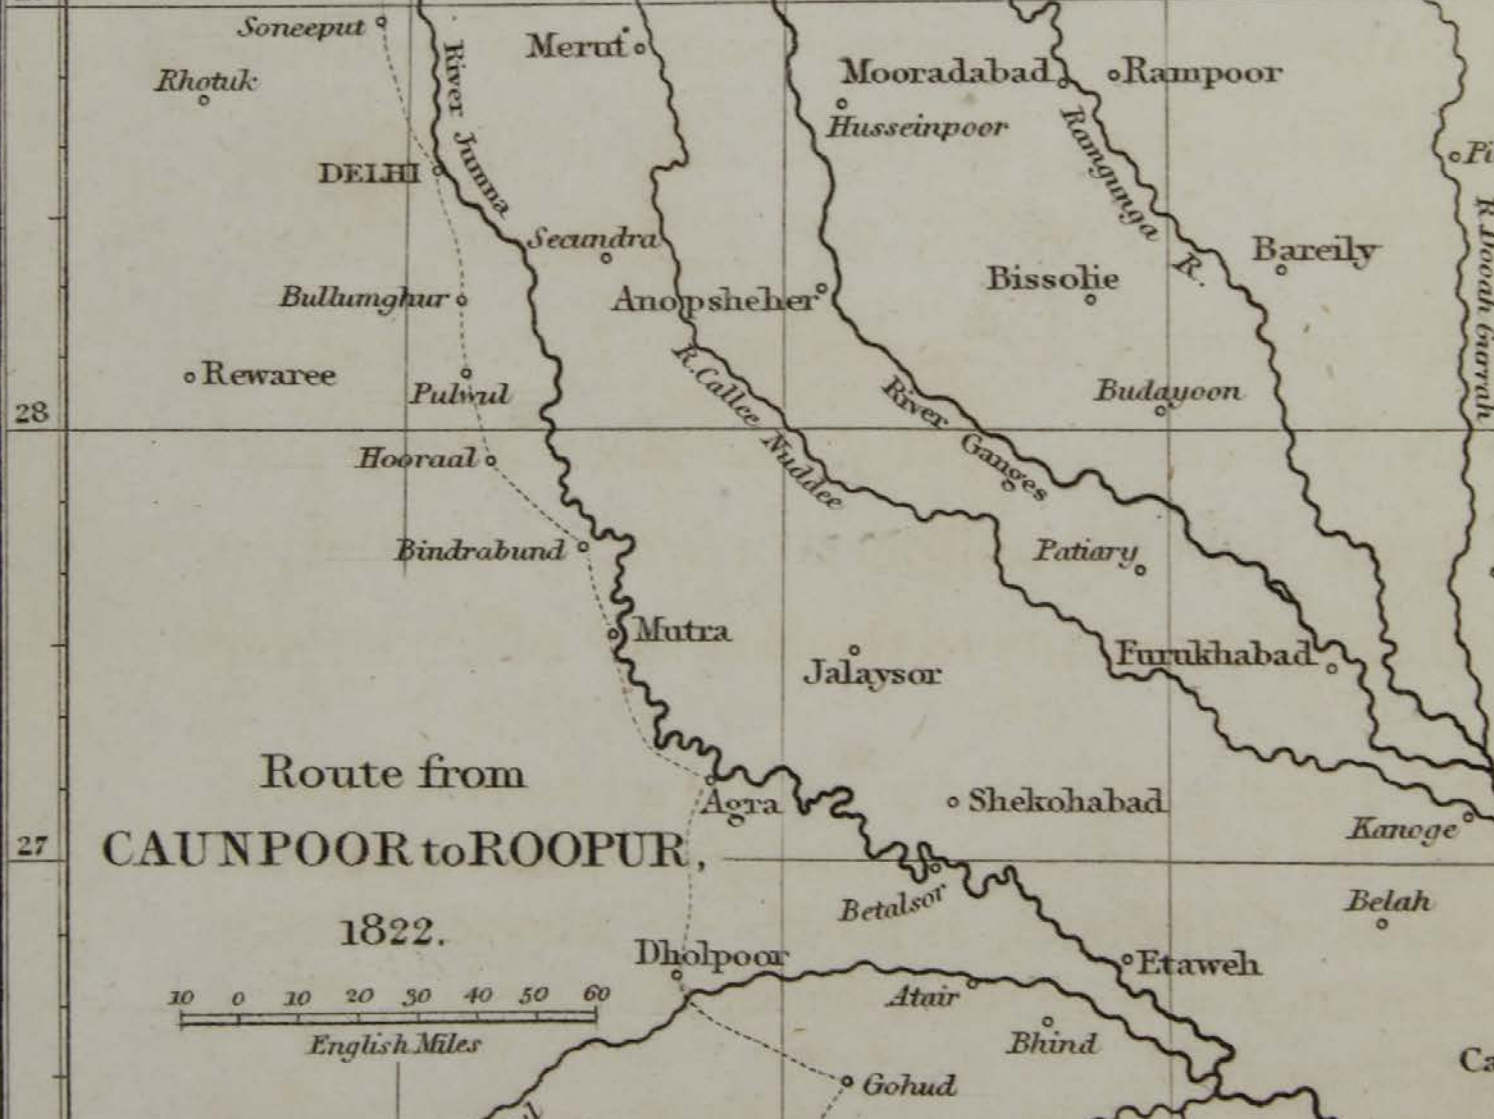 Soneeput
Merut
Rhotuk
River Jumna
Mooradabad
Rampoor
Husseinpoor
Ramgunga R.
DELHI
Secundra
Bareily
Bissolie
Bullumghur
Anopsheher
Rewaree
Pulwul
R. Callee Nuddee
River Ganges
Budayoon
R. Dooah Gurrah
28
Hooraal
Bindrabund
Patiary
Mutra
Jalaysor
Furukhabad
Route from
CAUNPOOR to ROOPUR,
1822.
Agra
Shekohabad
Kanoge
27
Betalsor
Belah
Dholpoor
Etaweh
Atair
10 0 10 20 30 40 50 60
English Miles
Bhind
Gohud